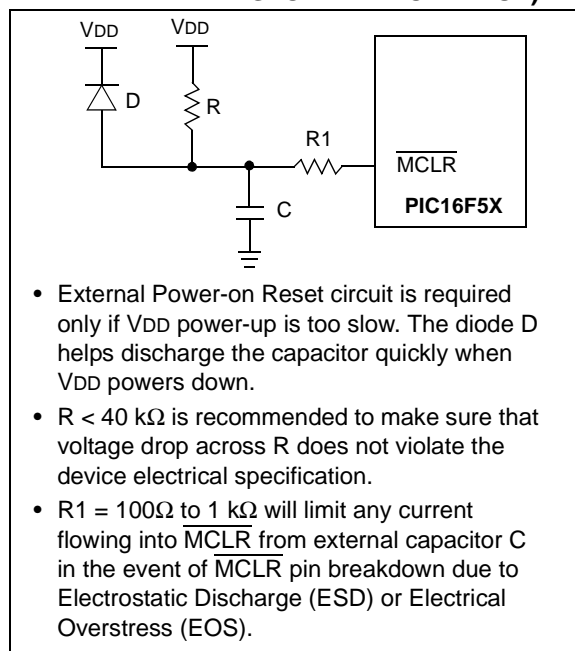 VDD VDD
D
R
R1
MCLR
C
PIC16F5X
• External Power-on Reset circuit is required
only if VDD power-up is too slow. The diode D
helps discharge the capacitor quickly when
VDD powers down.
• R < 40 kΩ is recommended to make sure that
voltage drop across R does not violate the
device electrical specification.
• R1 = 100Ω to 1 kΩ will limit any current
flowing into MCLR from external capacitor C
in the event of MCLR pin breakdown due to
Electrostatic Discharge (ESD) or Electrical
Overstress (EOS).